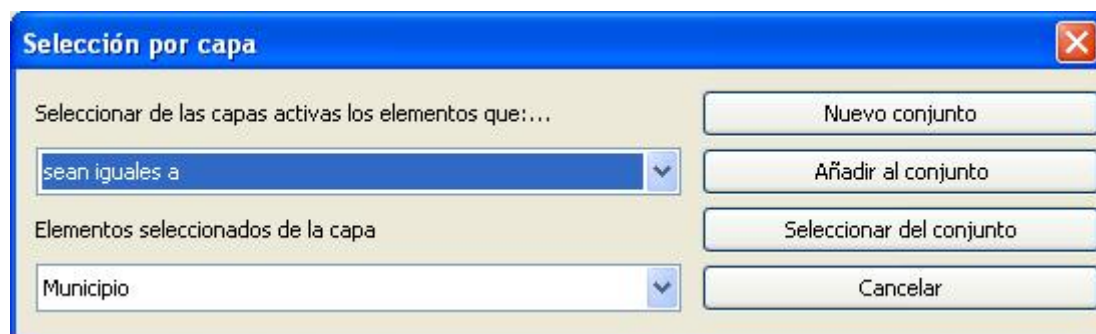 Selección por capa
Seleccionar de las capas activas los elementos que:...
Nuevo conjunto
sean iguales a
Añadir al conjunto
Elementos seleccionados de la capa
Seleccionar del conjunto
Municipio
Cancelar